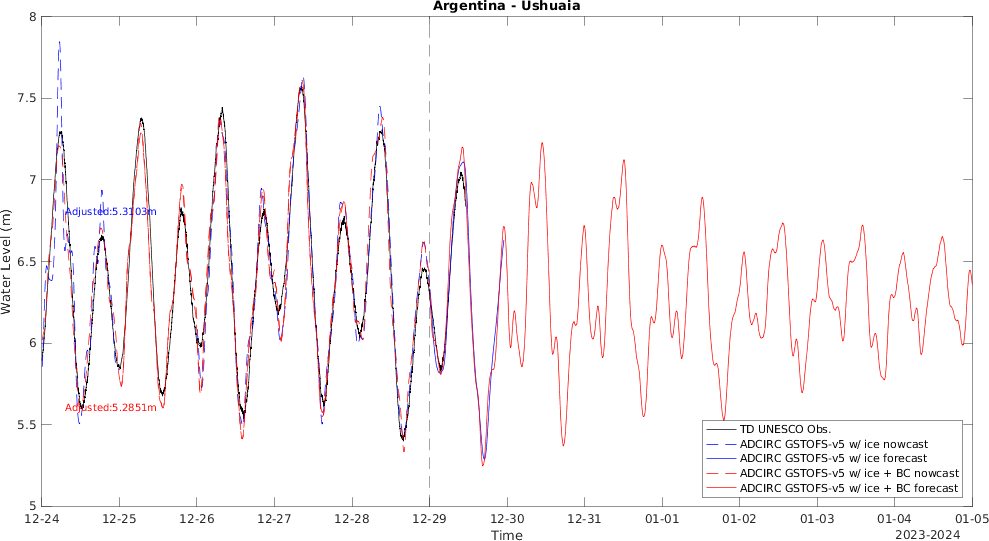 Argentina - Ushuaia
8
7.5
7
6.5
6
5.5
5
Water Level (m)
Adjusted:5.3103m
Adjusted:5.2851m
TD UNESCO Obs.
ADCIRC GSTOFS-v5 w/ ice nowcast
ADCIRC GSTOFS-v5 w/ ice forecast
ADCIRC GSTOFS-v5 w/ ice + BC nowcast
ADCIRC GSTOFS-v5 w/ ice + BC forecast
12-24 12-25 12-26 12-27 12-28 12-29 12-30 12-31 01-01 01-02 01-03 01-04 01-05
Time
2023-2024